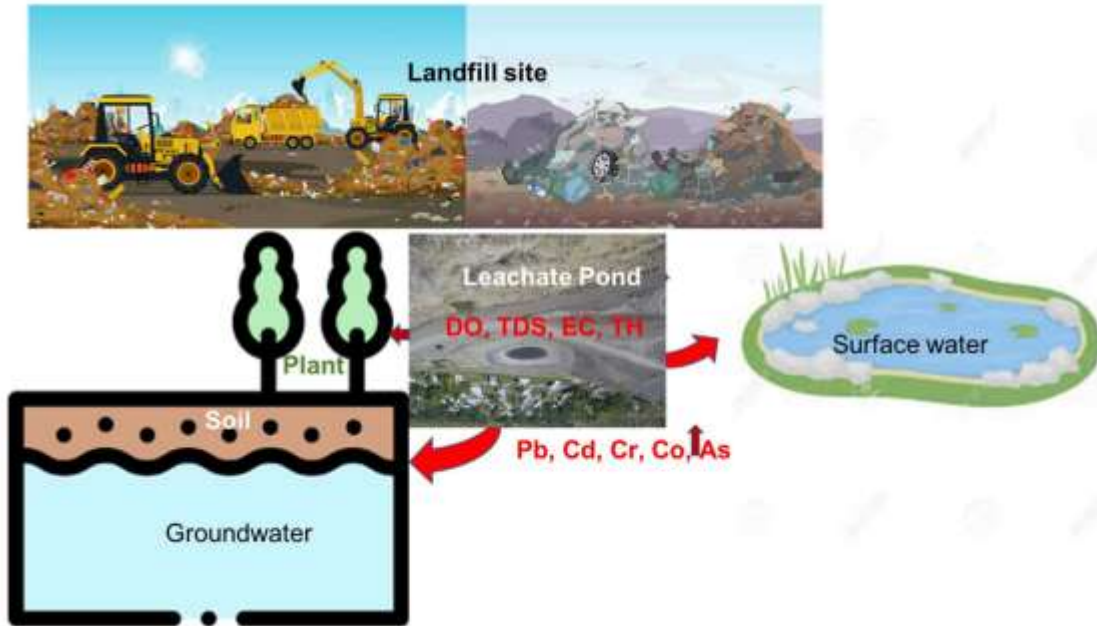 Landfill site
Leachate Pond
DO, TDS, EC, TH
Plant
Surface water
Soil
Pb, Cd, Cr, Co, As
Groundwater